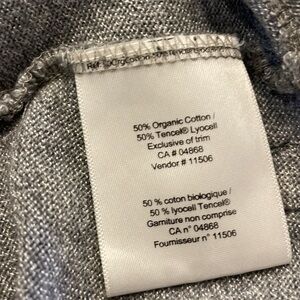 50% Organic Cotton /
50% Tencel® Lyocell
Exclusive of trim
CA # 04868
Vendor # 11506
50 % coton biologique /
50 % lyocell Tencel®
Garniture non comprise
CA n° 04868
Fournisseur n° 11506